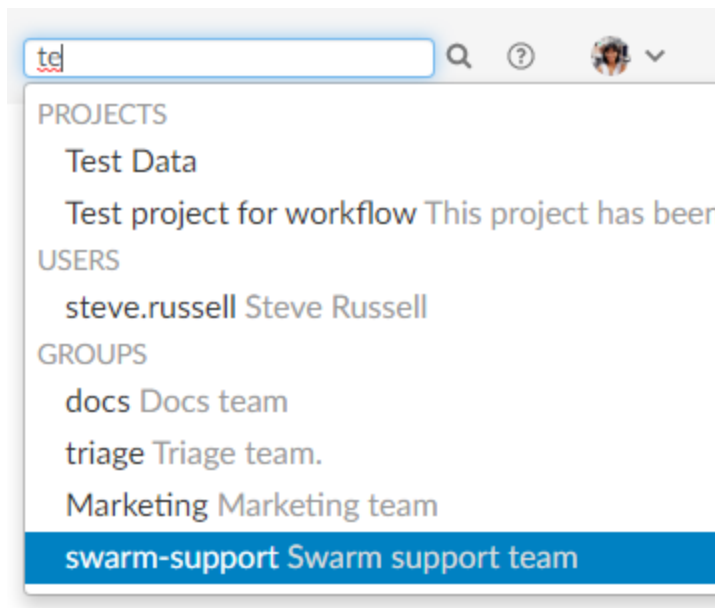 te
PROJECTS
Test Data
Test project for workflow This project has been
USERS
steve.russell Steve Russell
GROUPS
docs Docs team
triage Triage team.
Marketing Marketing team
swarm-support Swarm support team